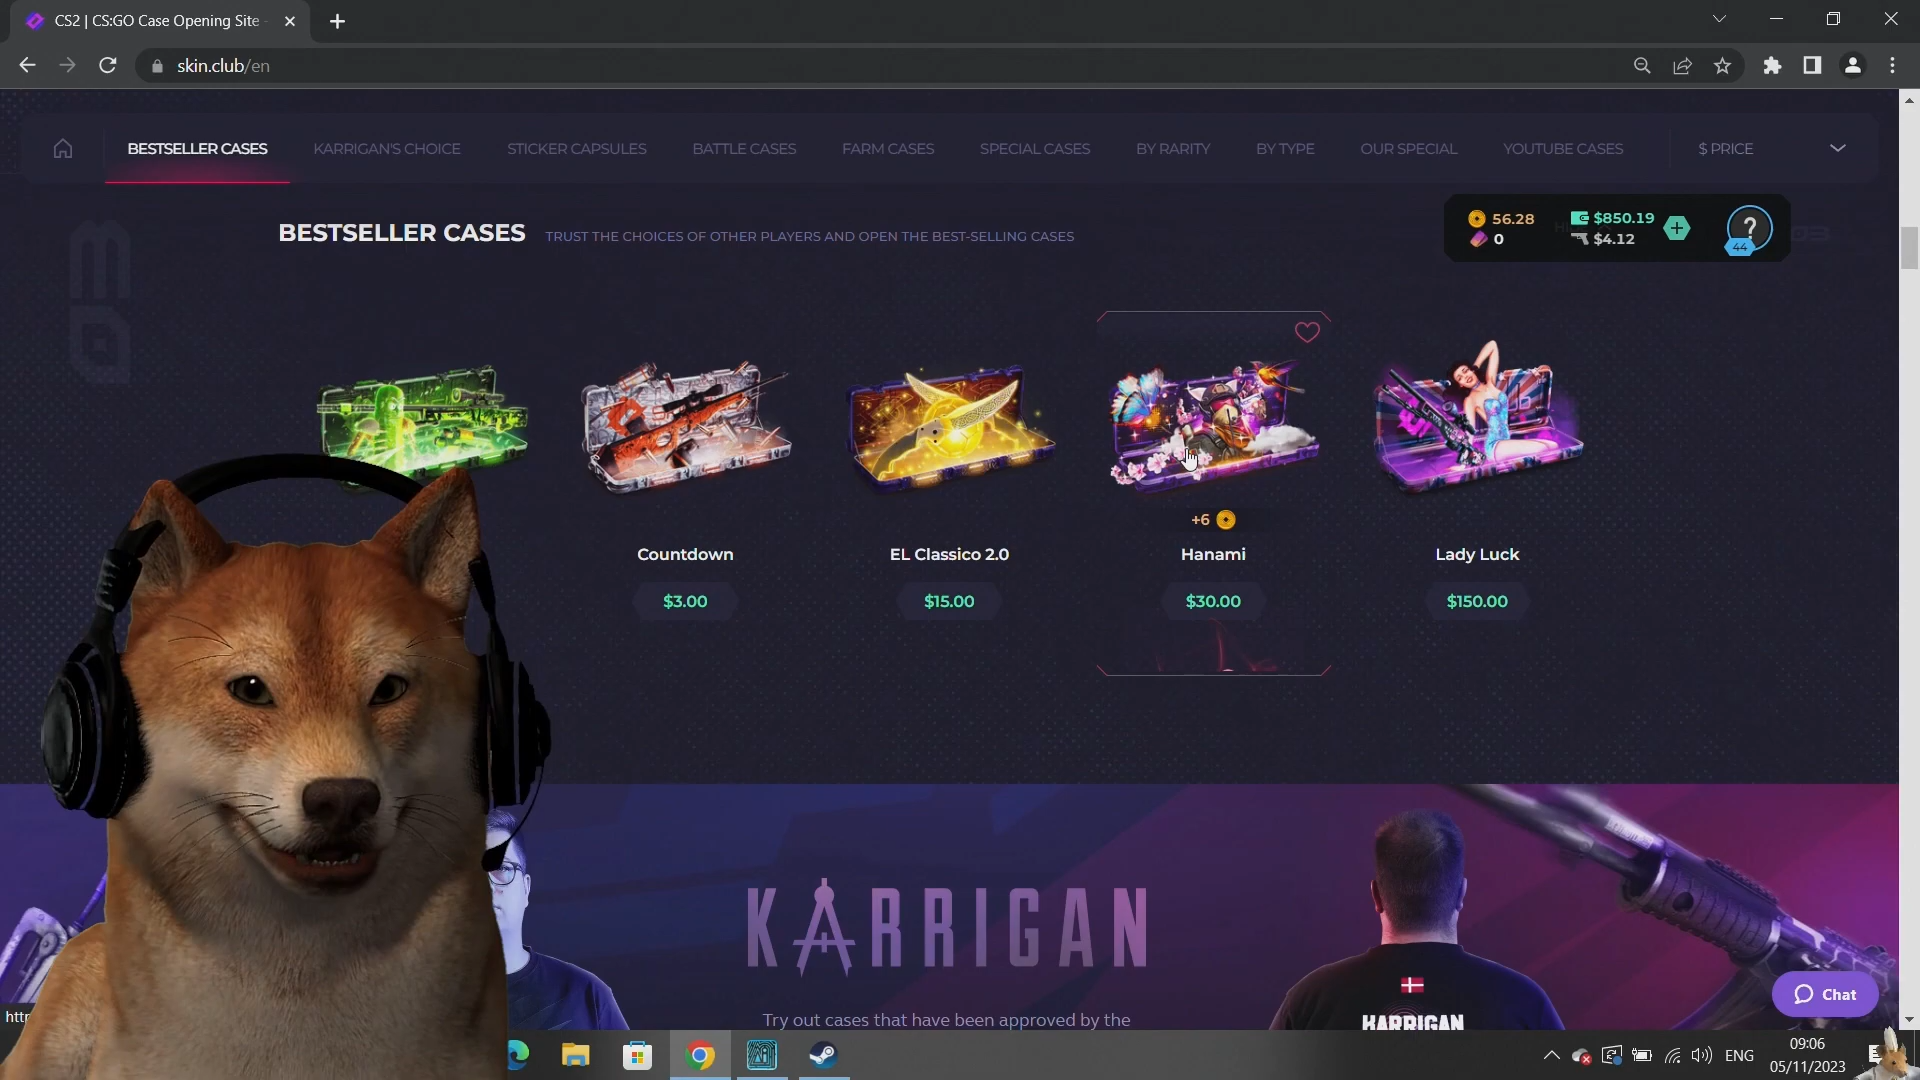 CS2 | CS:GO Case Opening Site
skin.club/en
BESTSELLER CASES
KARRIGAN'S CHOICE
STICKER CAPSULES
BATTLE CASES
FARM CASES
SPECIAL CASES
BY RARITY
BY TYPE
OUR SPECIAL
YOUTUBE CASES
$ PRICE
BESTSELLER CASES
TRUST THE CHOICES OF OTHER PLAYERS AND OPEN THE BEST-SELLING CASES
56.28
$850.19
0
$4.12
?
44
03
+6
Countdown
EL Classico 2.0
Hanami
Lady Luck
$3.00
$15.00
$30.00
$150.00
KARRIGAN
Try out cases that have been approved by the
KARRIGAN
Chat
htt
ENG
09:06
05/11/2023